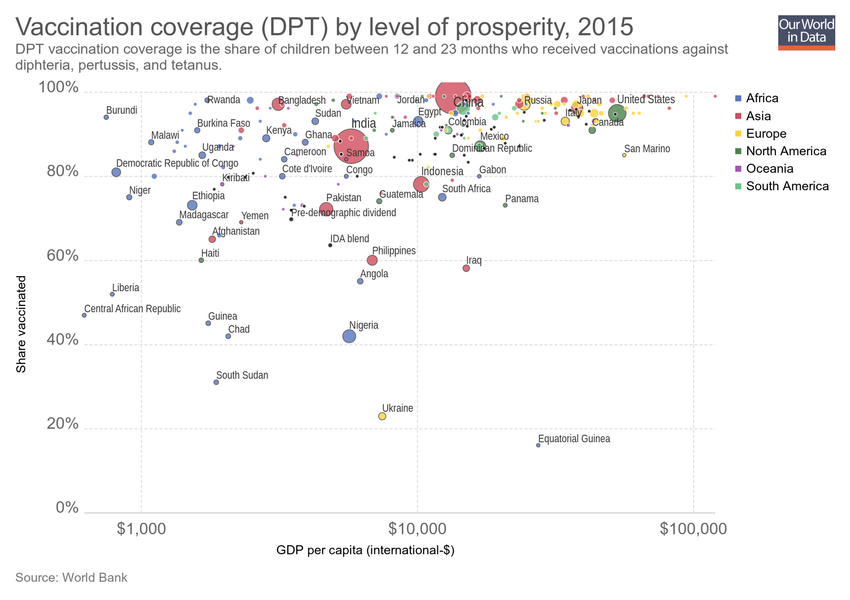 Vaccination coverage (DPT) by level of prosperity, 2015
DPT vaccination coverage is the share of children between 12 and 23 months who received vaccinations against
diphteria, pertussis, and tetanus.
Our World
in Data
100%
80%
60%
40%
20%
0%
Share vaccinated
Burundi
Rwanda
Bangladesh
Vietnam
Jordan
China
Russia
Japan
United States
Malawi
Burkina Faso
Kenya
Sudan
India
Egypt
Jamaica
Colombia
Italy
Canada
Uganda
Ghana
Cameroon
Samoa
Mexico
Dominican Republic
San Marino
Democratic Republic of Congo
Kiribati
Cote d'Ivoire
Congo
Indonesia
Gabon
Niger
Ethiopia
Pakistan
Guatemala
South Africa
Panama
Madagascar
Yemen
Pre-demographic dividend
Afghanistan
IDA blend
Haiti
Philippines
Iraq
Angola
Liberia
Central African Republic
Guinea
Chad
Nigeria
South Sudan
Ukraine
Equatorial Guinea
$1,000
$10,000
$100,000
GDP per capita (international-$)
Africa
Asia
Europe
North America
Oceania
South America
Source: World Bank